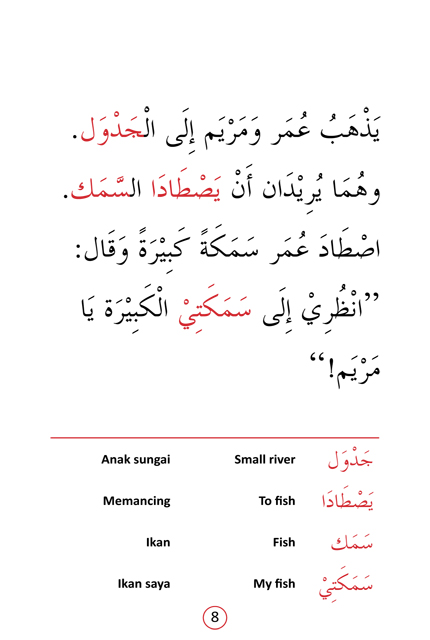 يَذْهَبُ عُمَر وَمَرْيَم إِلَى الْجَدْوَل.
وهُمَا يُرِيْدَان أَنْ يَصْطَادَا السَّمَك.
اصْطَادَ عُمَر سَمَكَةً كَبِيْرَةً وَقَال:
”انْظُرِيْ إِلَى سَمَكَتِيْ الْكَبِيْرَة يَا
مَرْيَم!“
Anak sungai Small river جَدْوَل
Memancing To fish يَصْطَادَا
Ikan Fish سَمَك
Ikan saya My fish سَمَكَتِيْ
8